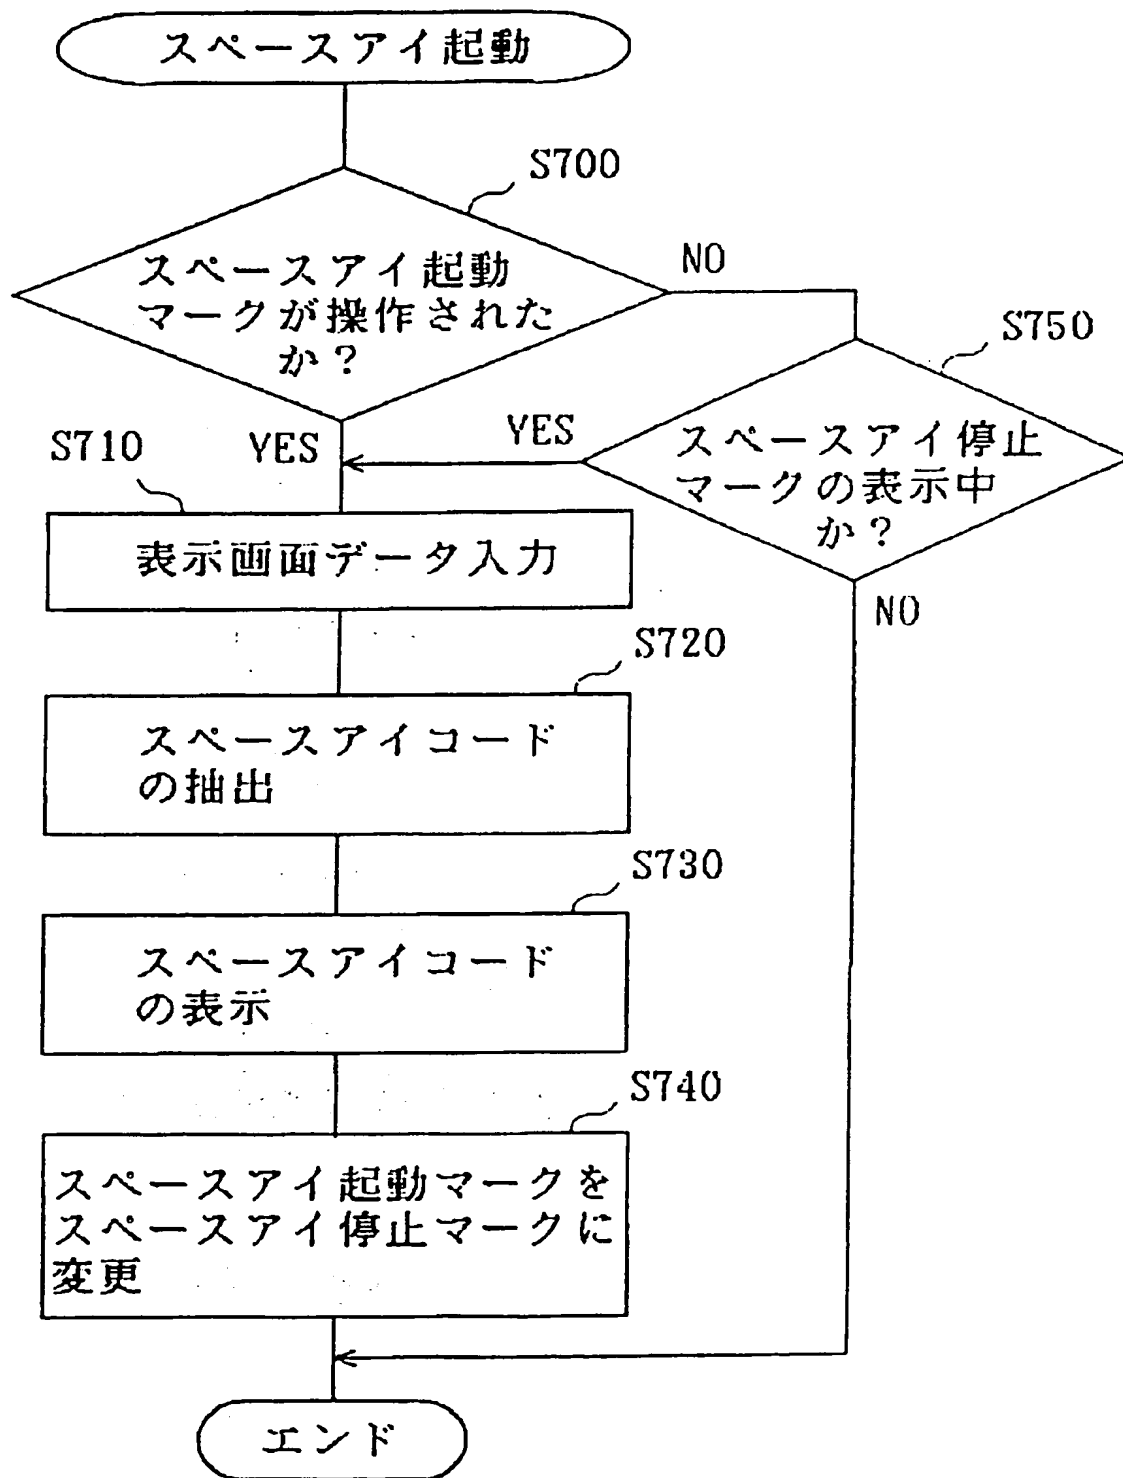 スペースアイ起動
S700
スペースアイ起動
マークが操作された
か？
NO
S750
スペースアイ停止
マークの表示中
か？
YES
YES
NO
S710
表示画面データ入力
S720
スペースアイコード
の抽出
S730
スペースアイコード
の表示
S740
スペースアイ起動マークを
スペースアイ停止マークに
変更
エンド